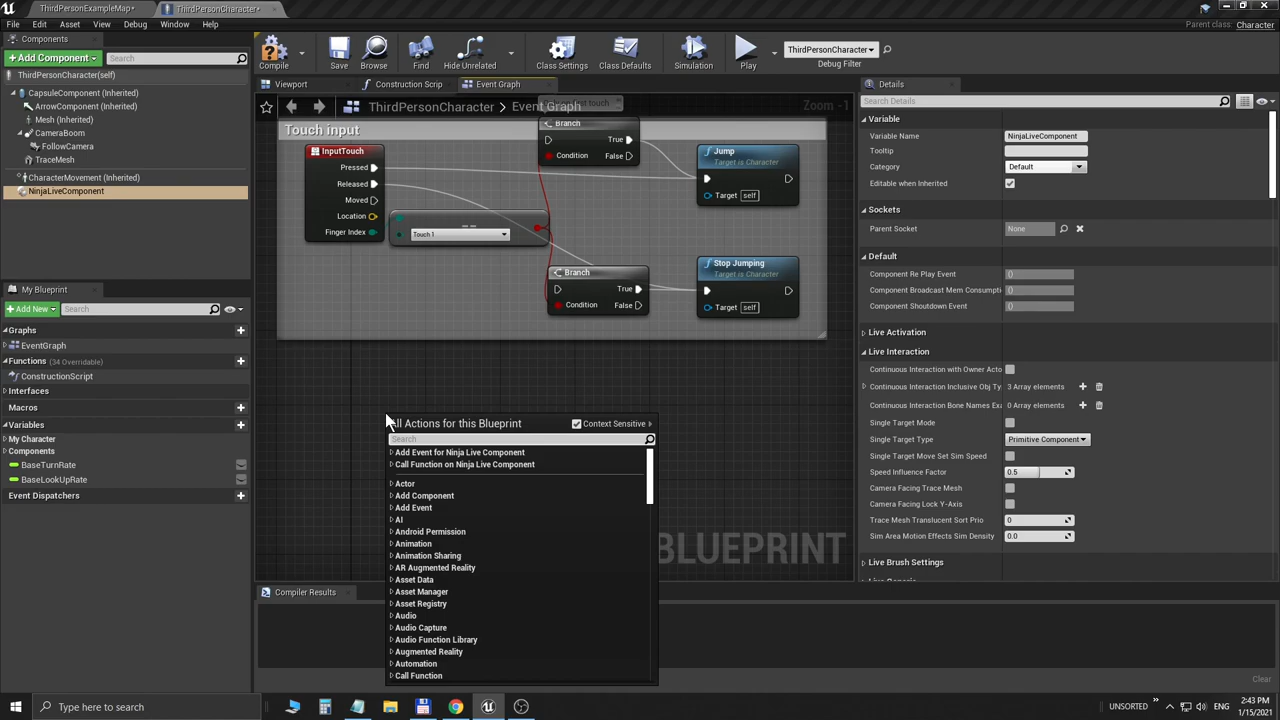 ThirdPersonExampleMap*
ThirdPersonCharacter*
File
Edit
Asset
View
Debug
Window
Help
Parent class: Character
Components
Add Component
Search
ThirdPersonCharacter(self)
CapsuleComponent (Inherited)
ArrowComponent (Inherited)
Mesh (Inherited)
CameraBoom
FollowCamera
TraceMesh
CharacterMovement (Inherited)
NinjaLiveComponent
My Blueprint
Add New
Search
Graphs
EventGraph
Functions (34 Overridable)
ConstructionScript
Interfaces
Macros
Variables
My Character
Components
BaseTurnRate
BaseLookUpRate
Event Dispatchers
Compile
Save
Browse
Find
Hide Unrelated
Class Settings
Class Defaults
Simulation
Play
ThirdPersonCharacter
Debug Filter
Viewport
Construction Scrip
Event Graph
ThirdPersonCharacter
Event Graph
Zoom -1
Touch input
InputTouch
Pressed
Released
Moved
Location
Finger Index
==
Touch 1
Branch
True
Condition
False
Jump
Target is Character
Target
self
Branch
True
Condition
False
Stop Jumping
Target is Character
Target
self
BLUEPRINT
All Actions for this Blueprint
Context Sensitive
Search
Add Event for Ninja Live Component
Call Function on Ninja Live Component
Actor
Add Component
Add Event
AI
Android Permission
Animation
Animation Sharing
AR Augmented Reality
Asset Data
Asset Manager
Asset Registry
Audio
Audio Capture
Audio Function Library
Augmented Reality
Automation
Call Function
Compiler Results
Clear
Details
Search Details
Variable
Variable Name
NinjaLiveComponent
Tooltip
Category
Default
Editable when Inherited
Sockets
Parent Socket
None
Default
Component Re Play Event
()
Component Broadcast Mem Consumpti
()
Component Shutdown Event
()
Live Activation
Live Interaction
Continuous Interaction with Owner Acto
Continuous Interaction Inclusive Obj Ty
3 Array elements
Continuous Interaction Bone Names Exa
0 Array elements
Single Target Mode
Single Target Type
Primitive Component
Single Target Move Set Sim Speed
Speed Influence Factor
0.5
Camera Facing Trace Mesh
Camera Facing Lock Y-Axis
Trace Mesh Translucent Sort Prio
0
Sim Area Motion Effects Sim Density
0.0
Live Brush Settings
Type here to search
UNSORTED
2:43 PM
1/15/2021